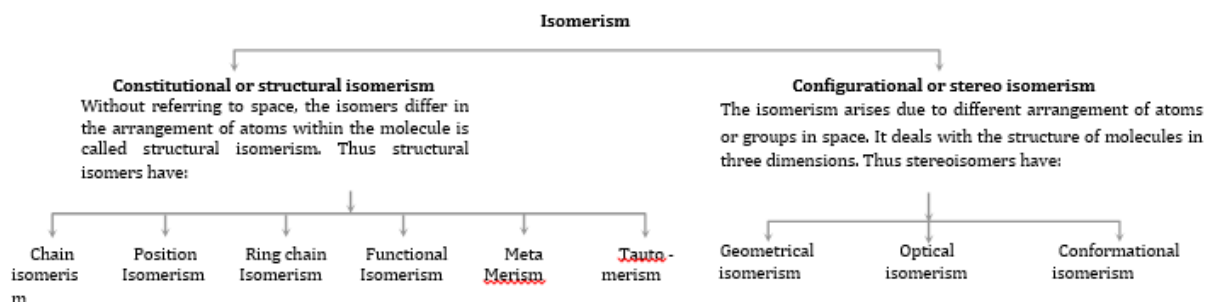 Isomerism
Constitutional or structural isomerism
Without referring to space, the isomers differ in
the arrangement of atoms within the molecule is
called structural isomerism. Thus structural
isomers have:
Configurational or stereo isomerism
The isomerism arises due to different arrangement of atoms
or groups in space. It deals with the structure of molecules in
three dimensions. Thus stereoisomers have:
Chain
isomeris
m
Position
Isomerism
Ring chain
Isomerism
Functional
Isomerism
Meta
Merism
Tauto -
merism
Geometrical
isomerism
Optical
isomerism
Conformational
isomerism